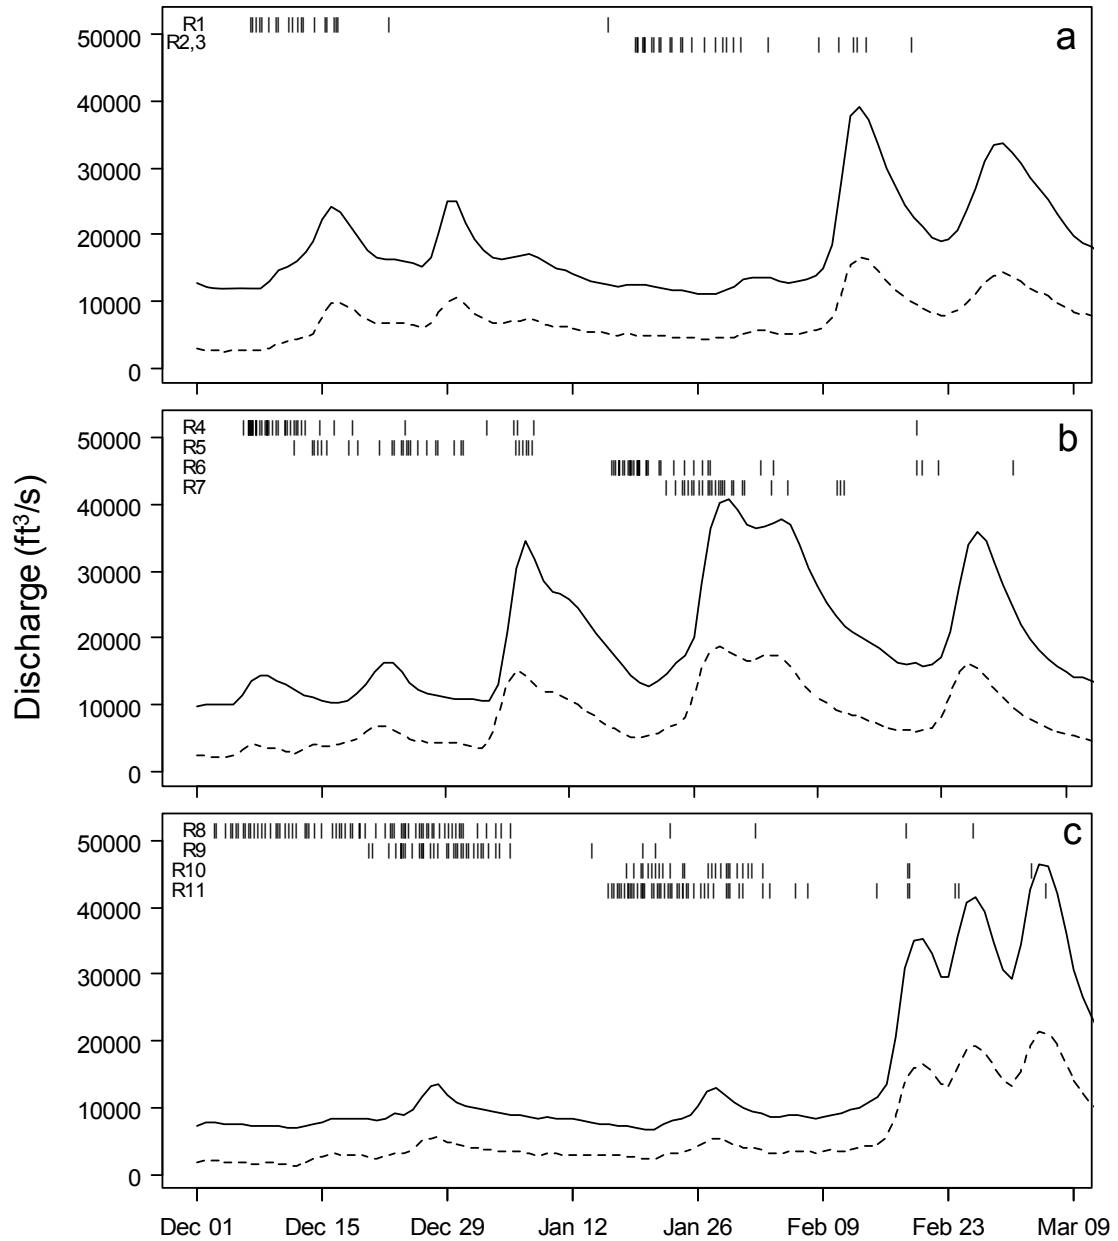 R1
R2,3
a
50000
40000
30000
20000
10000
0
R4
R5
R6
R7
b
50000
40000
30000
20000
10000
0
Discharge (ft³/s)
R8
R9
R10
R11
c
50000
40000
30000
20000
10000
0
Dec 01 Dec 15 Dec 29 Jan 12 Jan 26 Feb 09 Feb 23 Mar 09